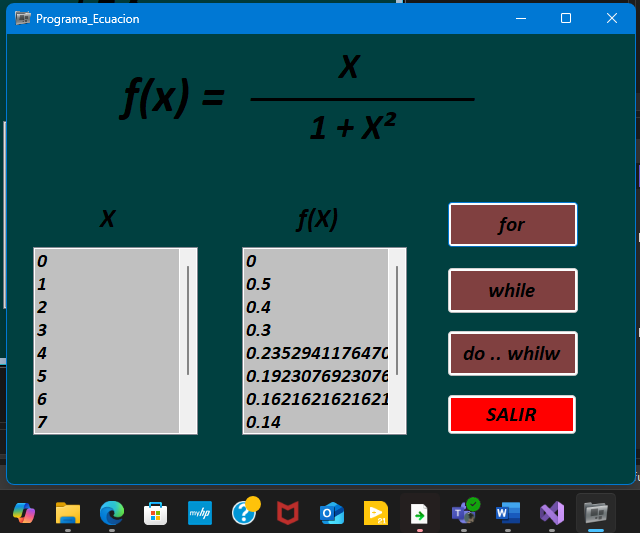 Programa_Ecuacion
f(x) =
X
1 + X²
X
f(X)
for
0
1
2
3
4
5
6
7
0
0.5
0.4
0.3
0.2352941176470
0.1923076923076
0.1621621621621
0.14
while
do .. whilw
SALIR
myhp